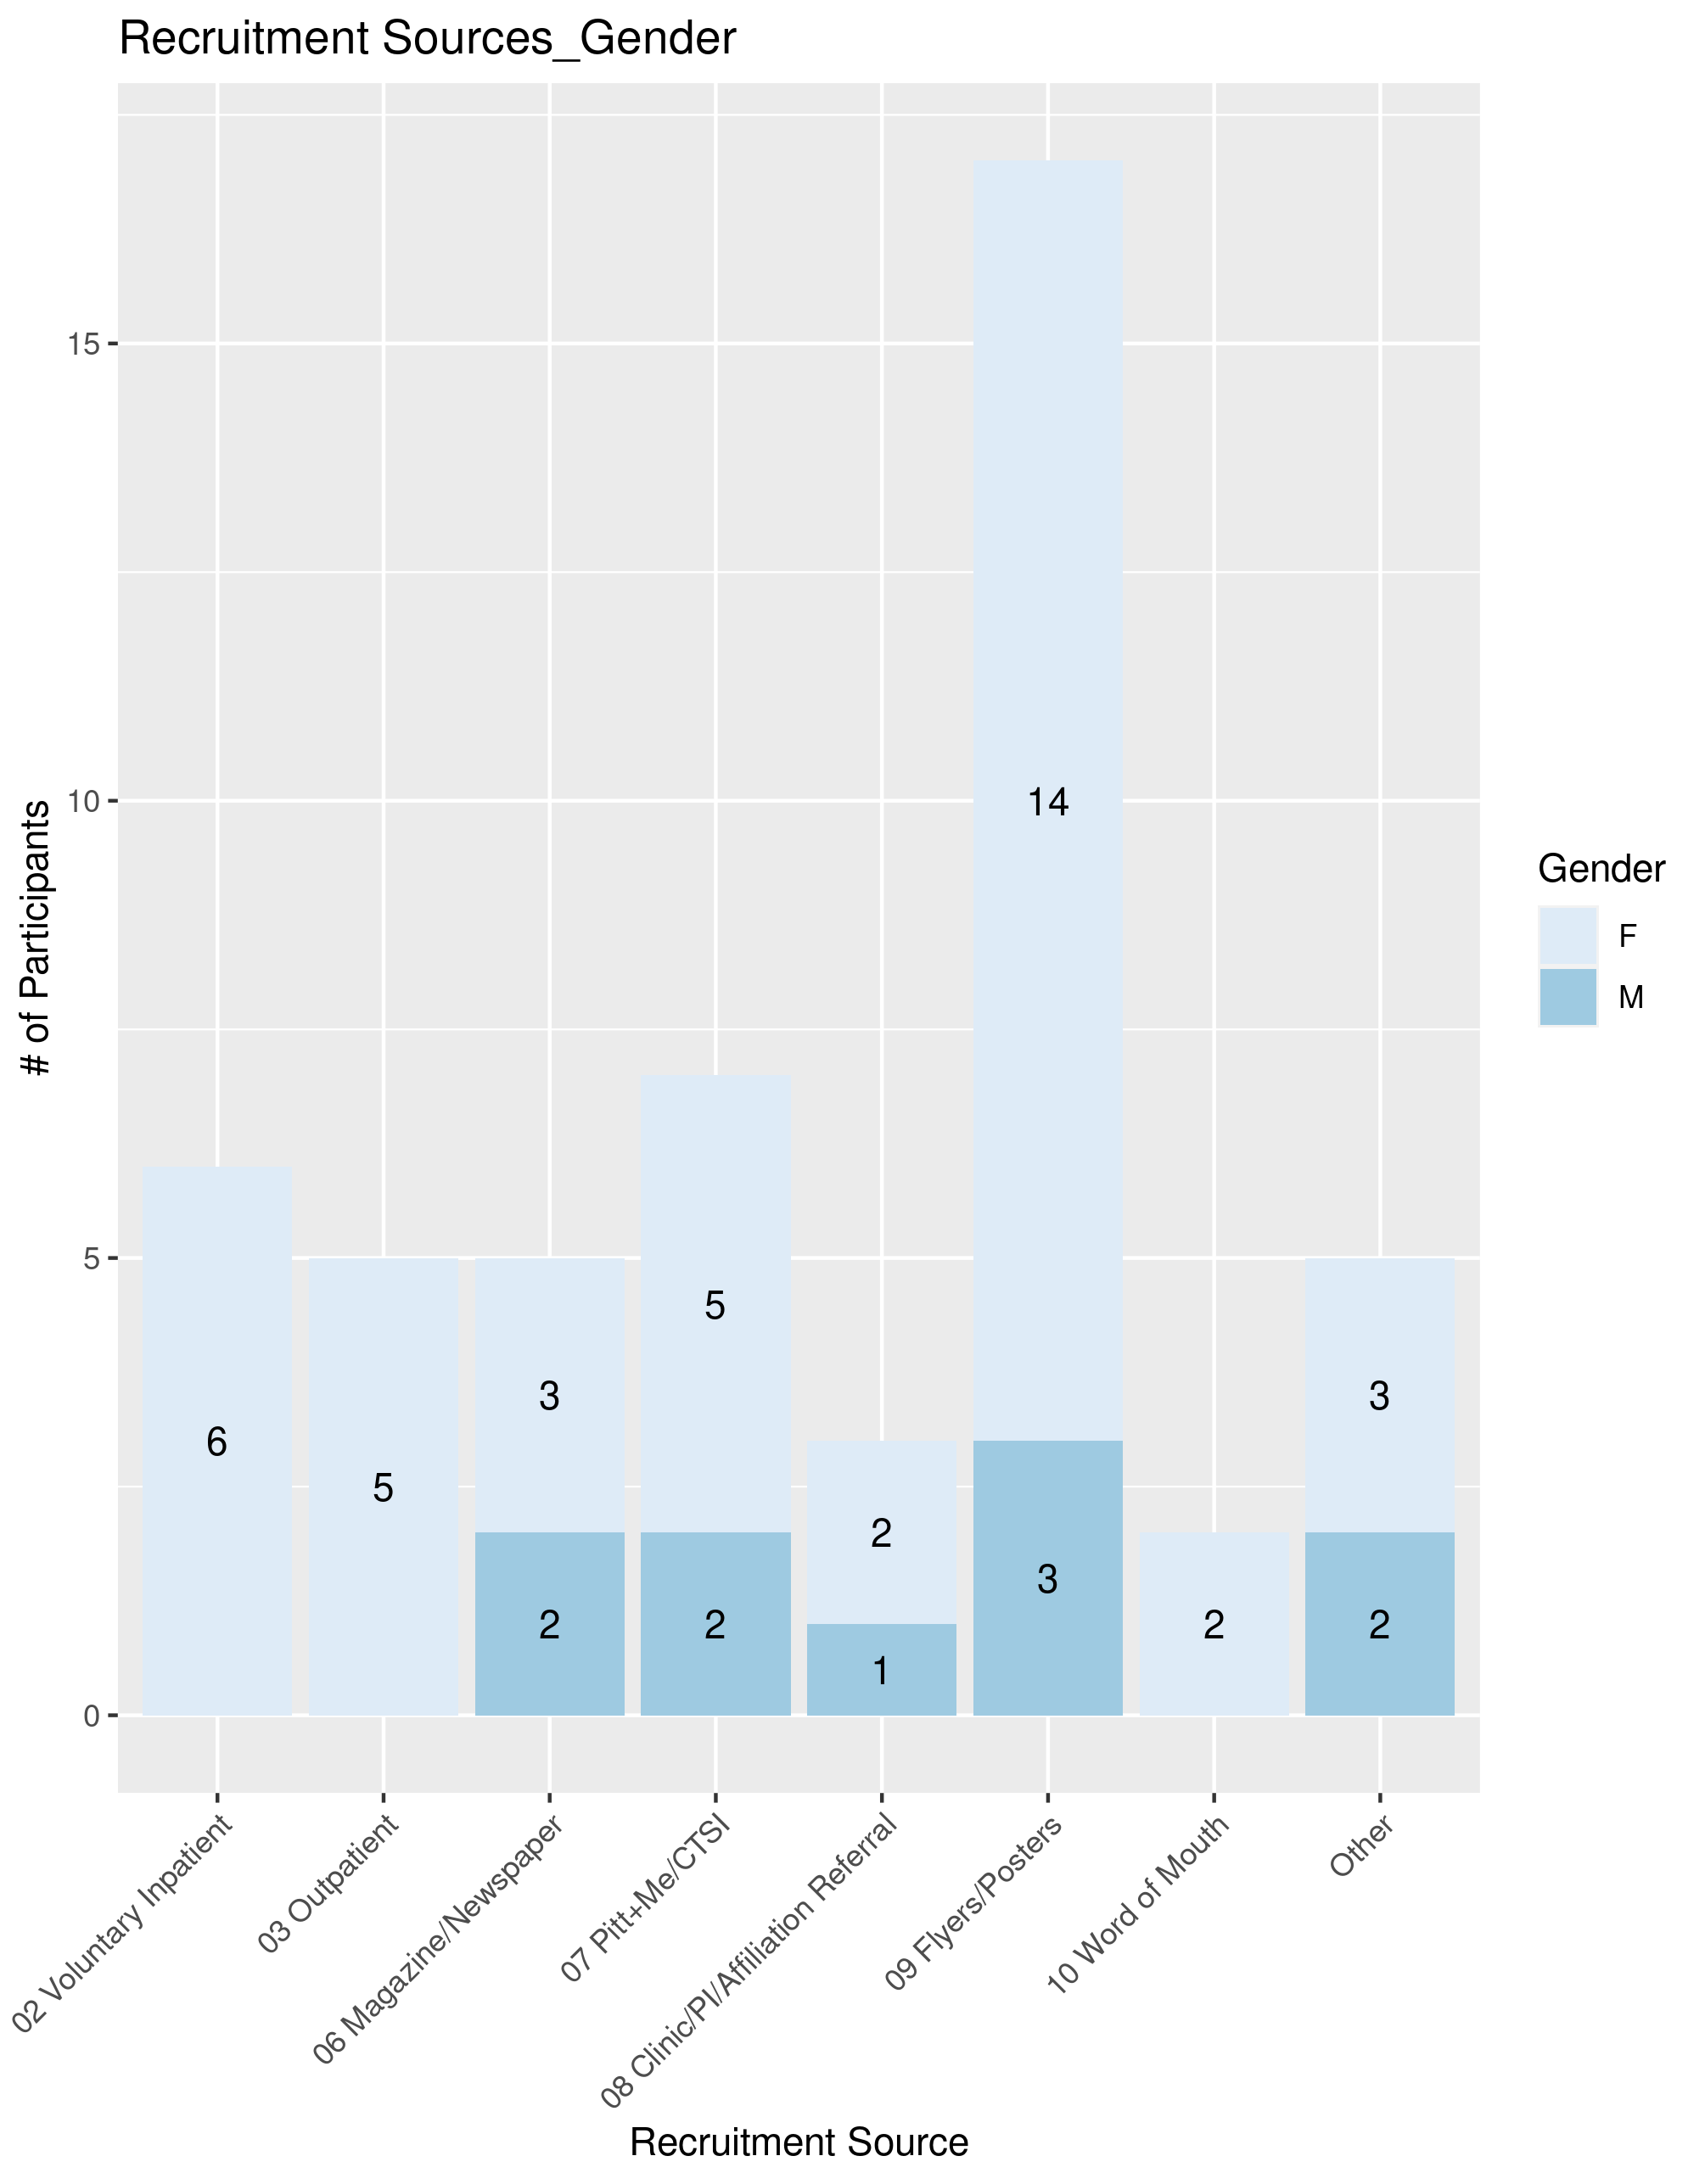 Recruitment Sources_Gender
# of Participants
15
10
5
0
14
5
3
3
6
5
2
3
2
2
1
2
2
Gender
F
M
02 Voluntary Inpatient
03 Outpatient
06 Magazine/Newspaper
07 Pitt+Me/CTSI
08 Clinic/PI/Affiliation Referral
09 Flyers/Posters
10 Word of Mouth
Other
Recruitment Source